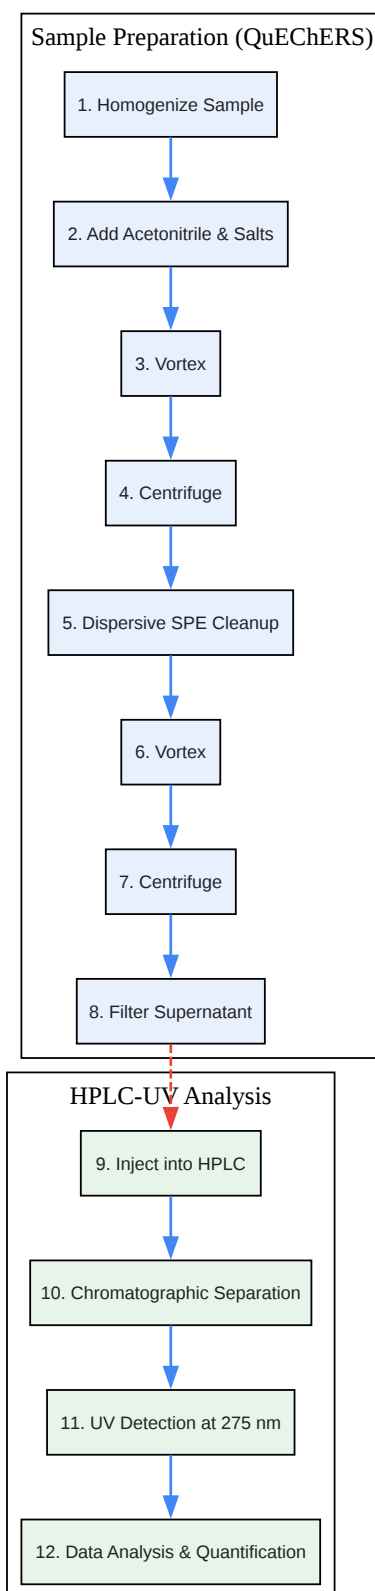 Sample Preparation (QuEChERS)
1. Homogenize Sample
2. Add Acetonitrile & Salts
3. Vortex
4. Centrifuge
5. Dispersive SPE Cleanup
6. Vortex
7. Centrifuge
8. Filter Supernatant
HPLC-UV Analysis
9. Inject into HPLC
10. Chromatographic Separation
11. UV Detection at 275 nm
12. Data Analysis & Quantification